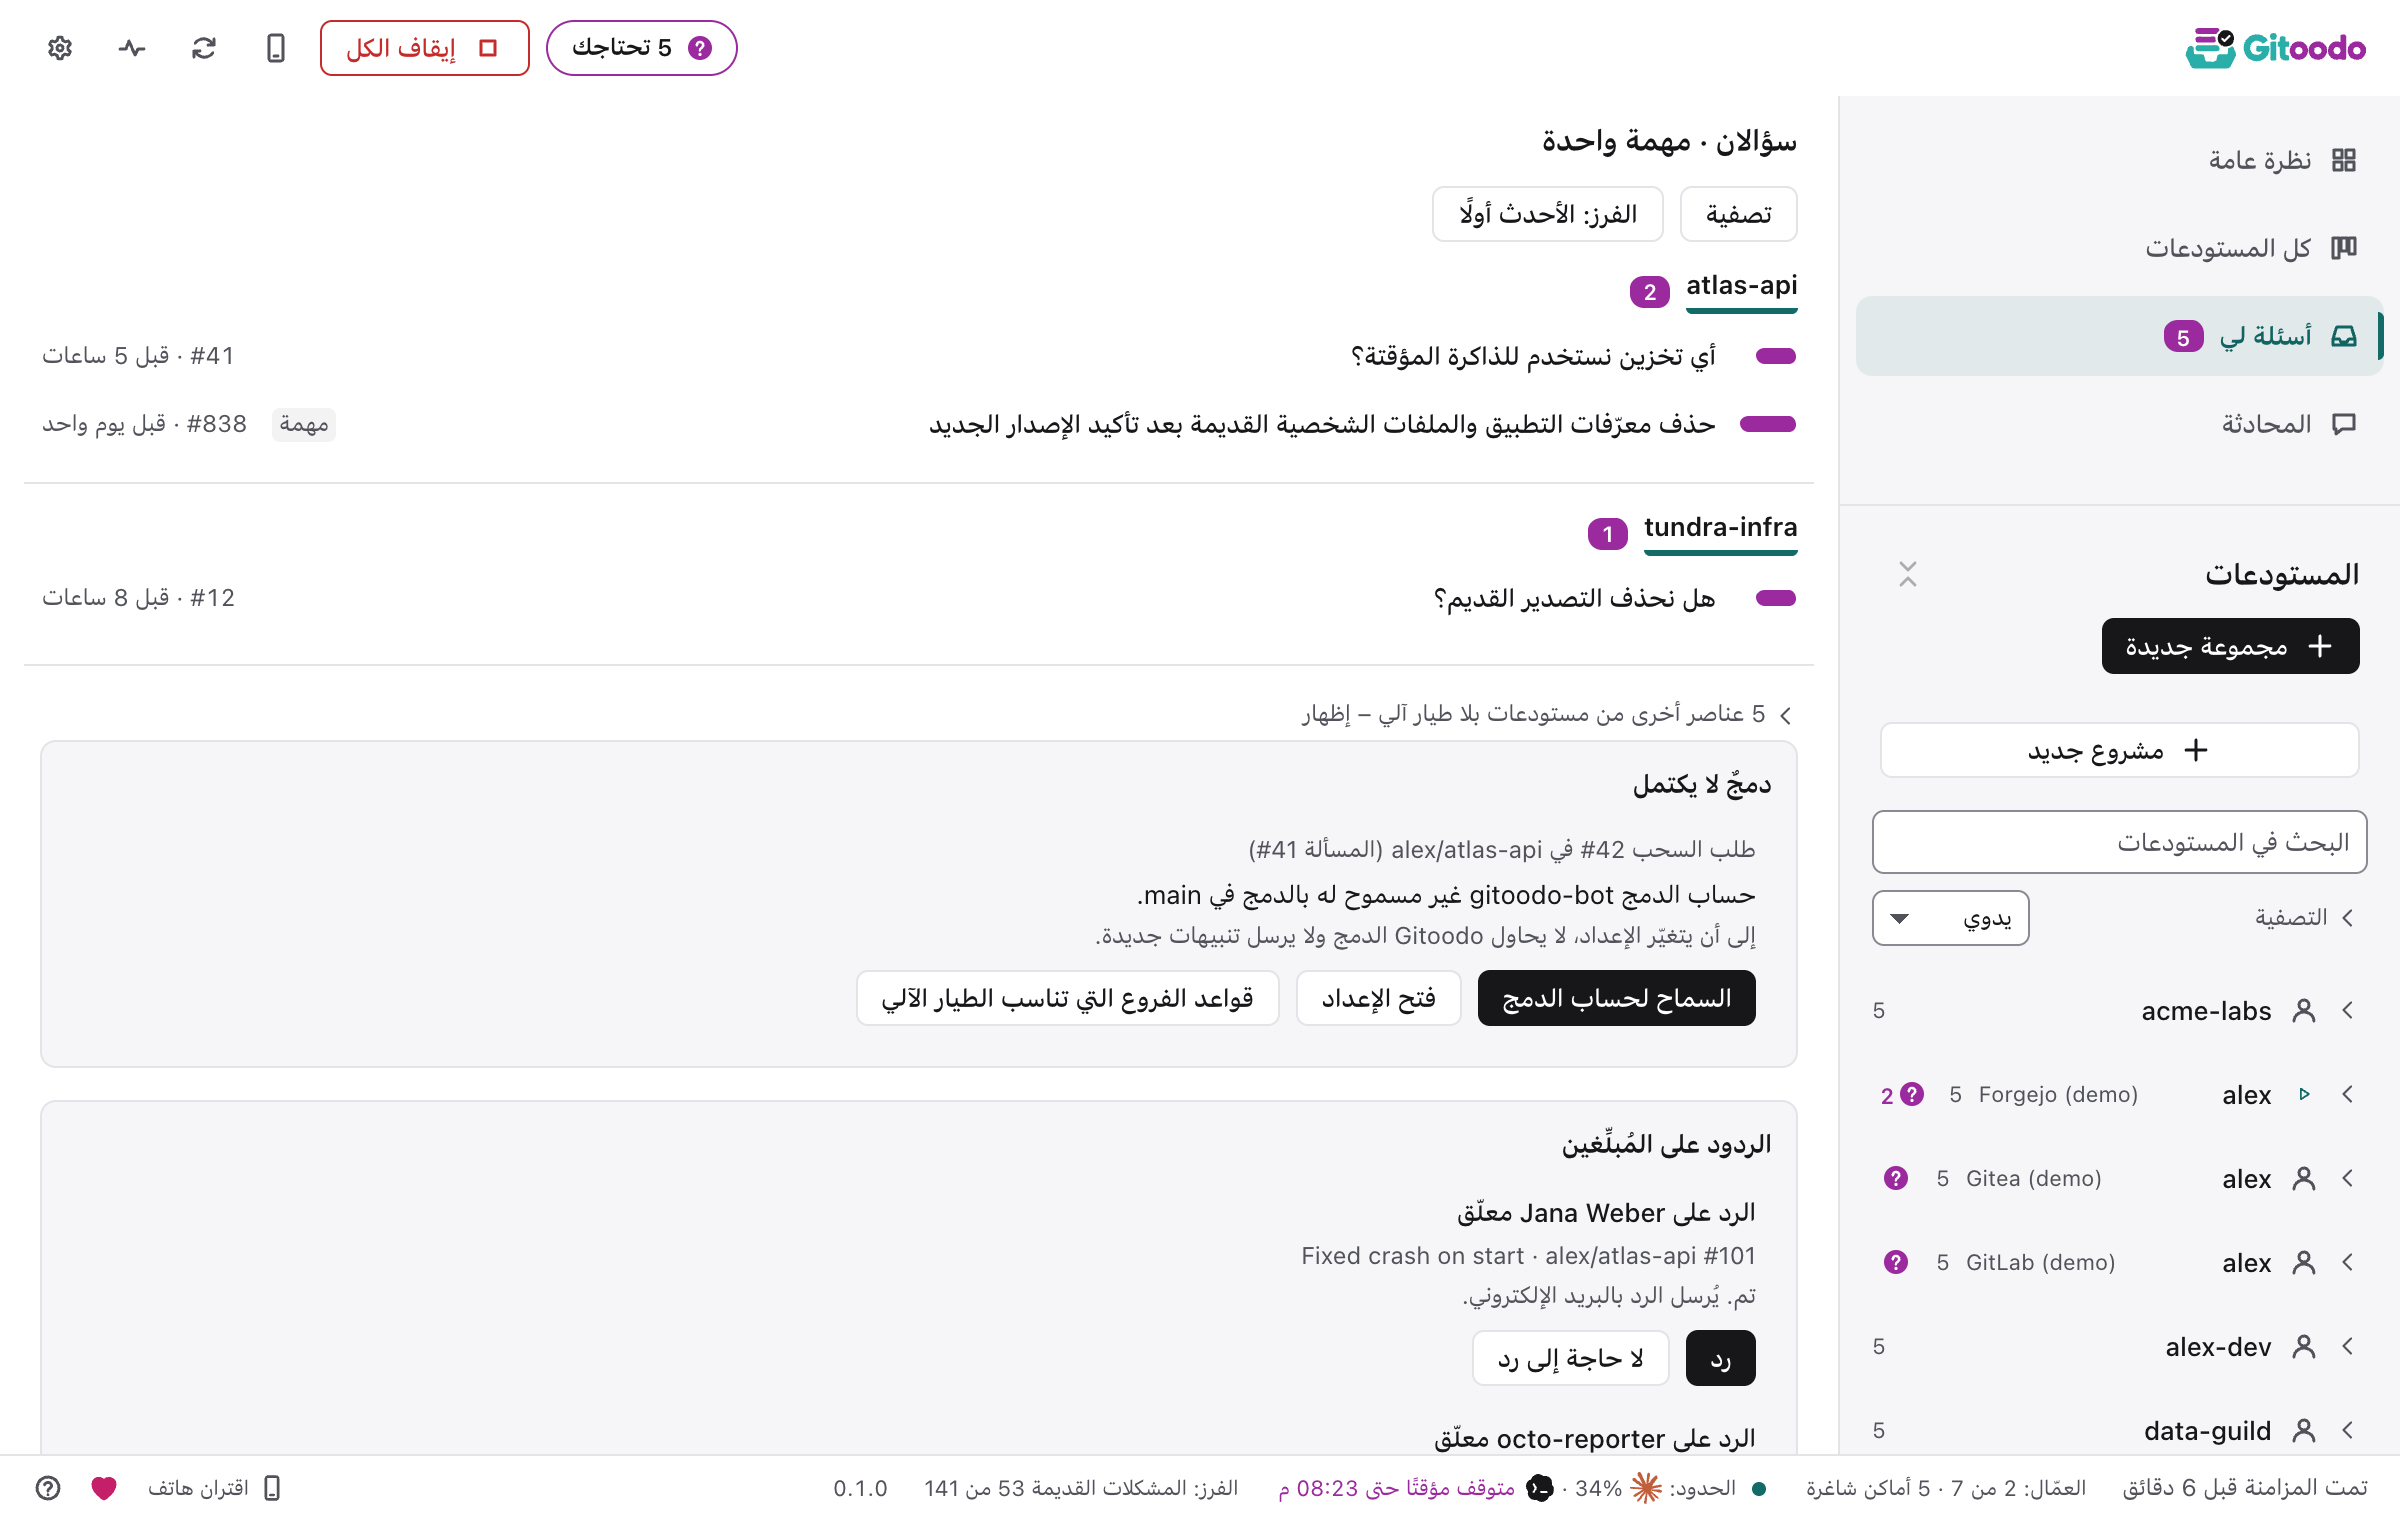 Gitoodo
5 تحتاجك
إيقاف الكل
نظرة عامة
كل المستودعات
أسئلة لي 5
المحادثة
المستودعات
مجموعة جديدة
مشروع جديد
البحث في المستودعات
التصفية
يدوي
acme-labs 5
alex Forgejo (demo) 5 2
alex Gitea (demo) 5
alex GitLab (demo) 5
alex-dev 5
data-guild 5
سؤالان · مهمة واحدة
تصفية
الفرز: الأحدث أولًا
atlas-api 2
أي تخزين نستخدم للذاكرة المؤقتة؟
#41 · قبل 5 ساعات
حذف معرّفات التطبيق والملفات الشخصية القديمة بعد تأكيد الإصدار الجديد
مهمة
#838 · قبل يوم واحد
tundra-infra 1
هل نحذف التصدير القديم؟
#12 · قبل 8 ساعات
5 عناصر أخرى من مستودعات بلا طيار آلي – إظهار
دمجٌ لا يكتمل
طلب السحب #42 في alex/atlas-api (المسألة #41)
حساب الدمج gitoodo-bot غير مسموح له بالدمج في main.
إلى أن يتغيّر الإعداد، لا يحاول Gitoodo الدمج ولا يرسل تنبيهات جديدة.
السماح لحساب الدمج
فتح الإعداد
قواعد الفروع التي تناسب الطيار الآلي
الردود على المُبلِّغين
الرد على Jana Weber معلّق
Fixed crash on start · alex/atlas-api #101
تم. يُرسل الرد بالبريد الإلكتروني.
رد
لا حاجة إلى رد
الرد على octo-reporter معلّق
تمت المزامنة قبل 6 دقائق
العمّال: 2 من 7 · 5 أماكن شاغرة
الحدود: 34% · متوقف مؤقتًا حتى 08:23 م
الفرز: المشكلات القديمة 53 من 141
0.1.0
اقتران هاتف